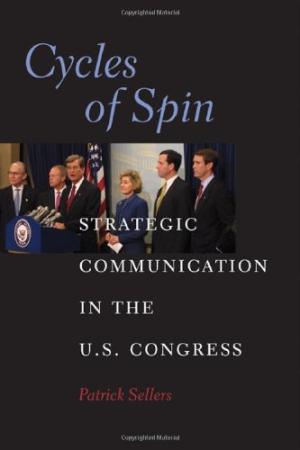 Cycles
of Spin
STRATEGIC
COMMUNICATION
IN THE
U.S. CONGRESS
Patrick Sellers